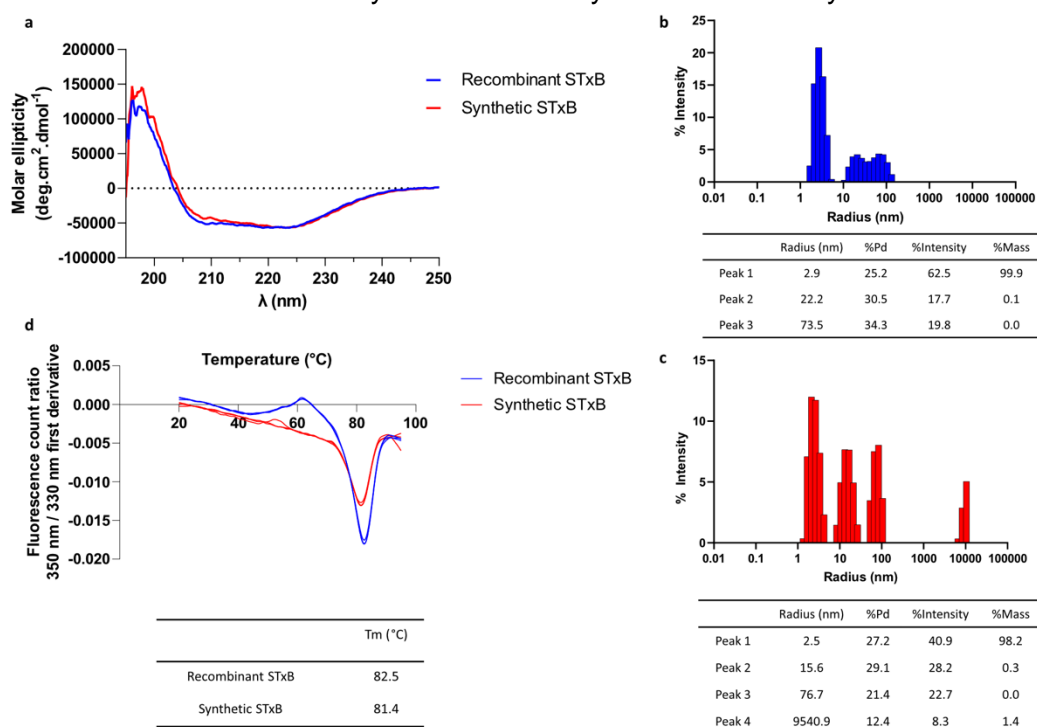 a
200000
150000
100000
50000
0
-50000
-100000
Molar ellipticity
(deg.cm2.dmol-1)
200 210 220 230 240 250
λ (nm)
Recombinant STxB
Synthetic STxB
b
25
20
15
10
5
0
% Intensity
0.01 0.1 1 10 100 1000 10000 100000
Radius (nm)
Radius (nm) %Pd %Intensity %Mass
Peak 1 2.9 25.2 62.5 99.9
Peak 2 22.2 30.5 17.7 0.1
Peak 3 73.5 34.3 19.8 0.0
d
Temperature (°C)
0.005
0.000
-0.005
-0.010
-0.015
-0.020
20 40 60 80 100
Fluorescence count ratio
350 nm / 330 nm first derivative
Recombinant STxB
Synthetic STxB
Tm (°C)
Recombinant STxB 82.5
Synthetic STxB 81.4
c
15
10
5
0
% Intensity
0.01 0.1 1 10 100 1000 10000 100000
Radius (nm)
Radius (nm) %Pd %Intensity %Mass
Peak 1 2.5 27.2 40.9 98.2
Peak 2 15.6 29.1 28.2 0.3
Peak 3 76.7 21.4 22.7 0.0
Peak 4 9540.9 12.4 8.3 1.4